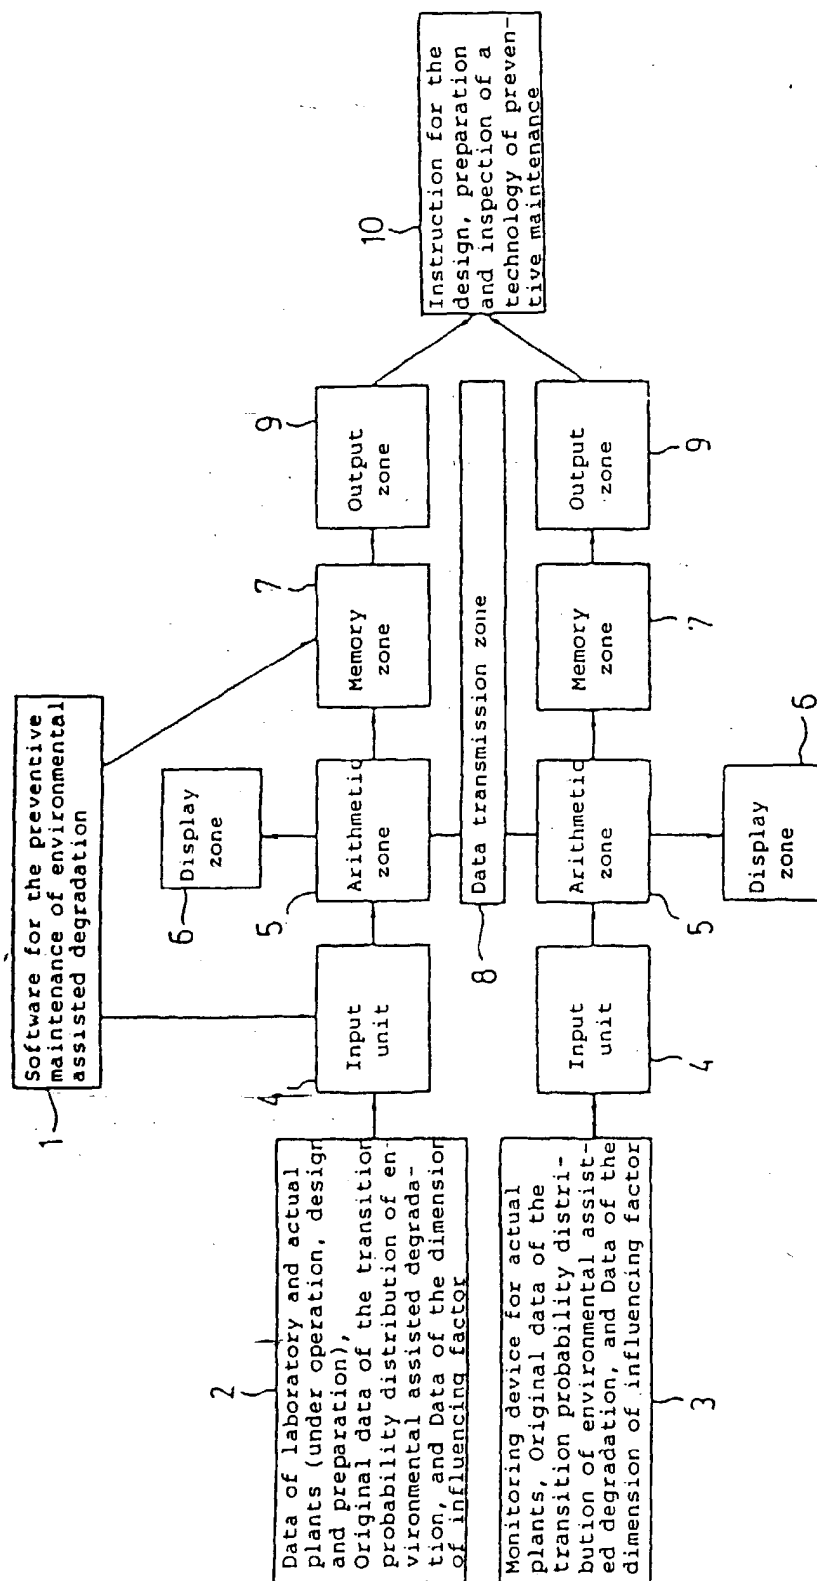 1
Software for the preventive
maintenance of environmental
assisted degradation
2
Data of laboratory and actual
plants (under operation, design
and preparation),
Original data of the transition
probability distribution of en-
vironmental assisted degrada-
tion, and Data of the dimension
of influencing factor
4
Input
unit
5
Arithmetic
zone
6
Display
zone
7
Memory
zone
9
Output
zone
10
Instruction for the
design, preparation
and inspection of a
technology of preven-
tive maintenance
8
Data transmission zone
3
Monitoring device for actual
plants, Original data of the
transition probability distri-
bution of environmental assist-
ed degradation, and Data of the
dimension of influencing factor
4
Input
unit
5
Arithmetic
zone
6
Display
zone
7
Memory
zone
9
Output
zone